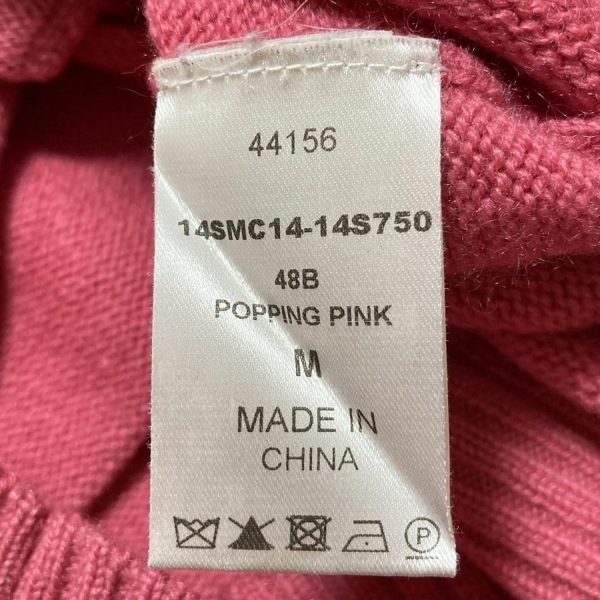 44156
14SMC14-14S750
48B
POPPING PINK
M
MADE IN
CHINA
P